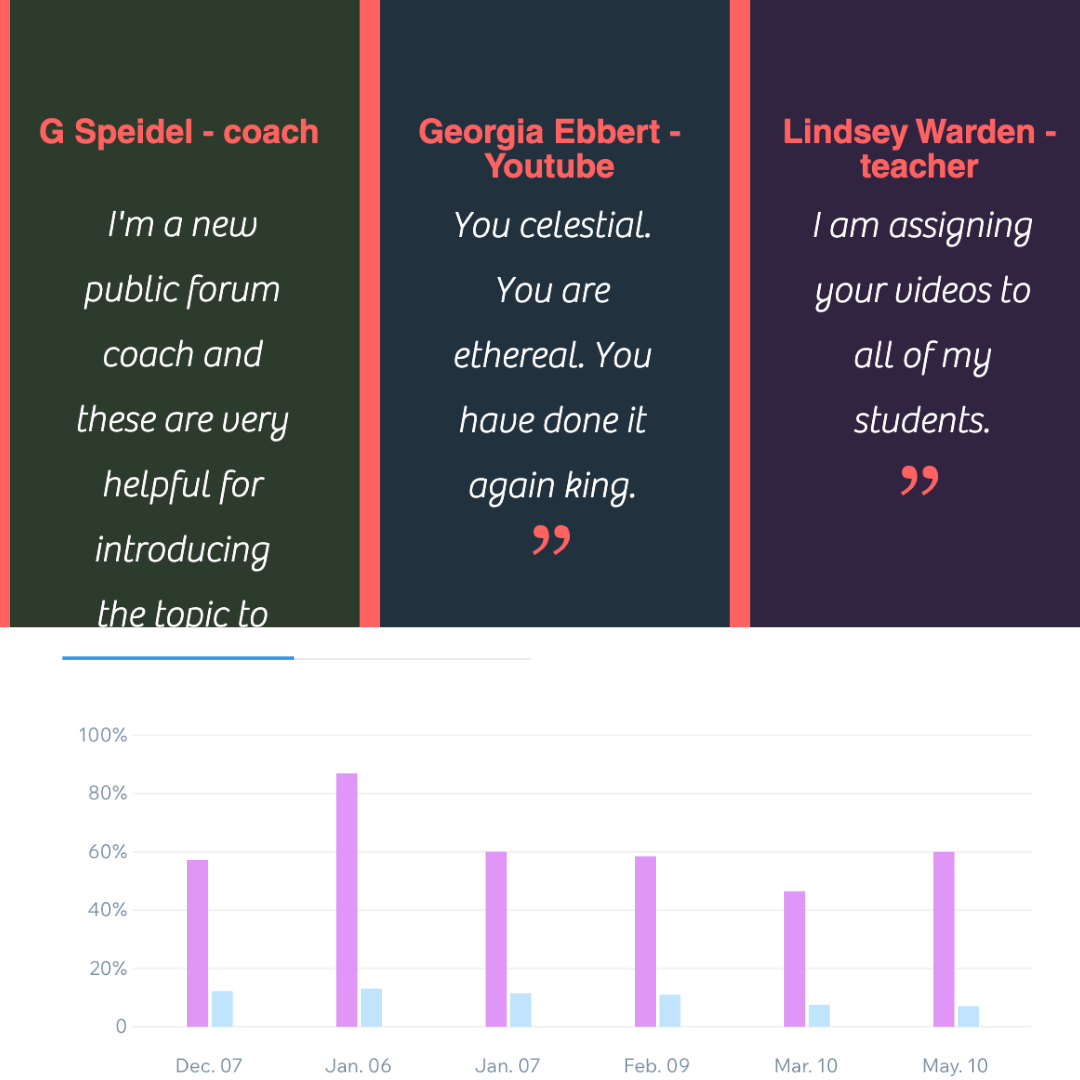 G Speidel - coach
I'm a new
public forum
coach and
these are very
helpful for
introducing
the topic to
Georgia Ebbert -
Youtube
You celestial.
You are
ethereal. You
have done it
again king.
”
Lindsey Warden -
teacher
I am assigning
your videos to
all of my
students.
”
100%
80%
60%
40%
20%
0
Dec. 07 Jan. 06 Jan. 07 Feb. 09 Mar. 10 May. 10